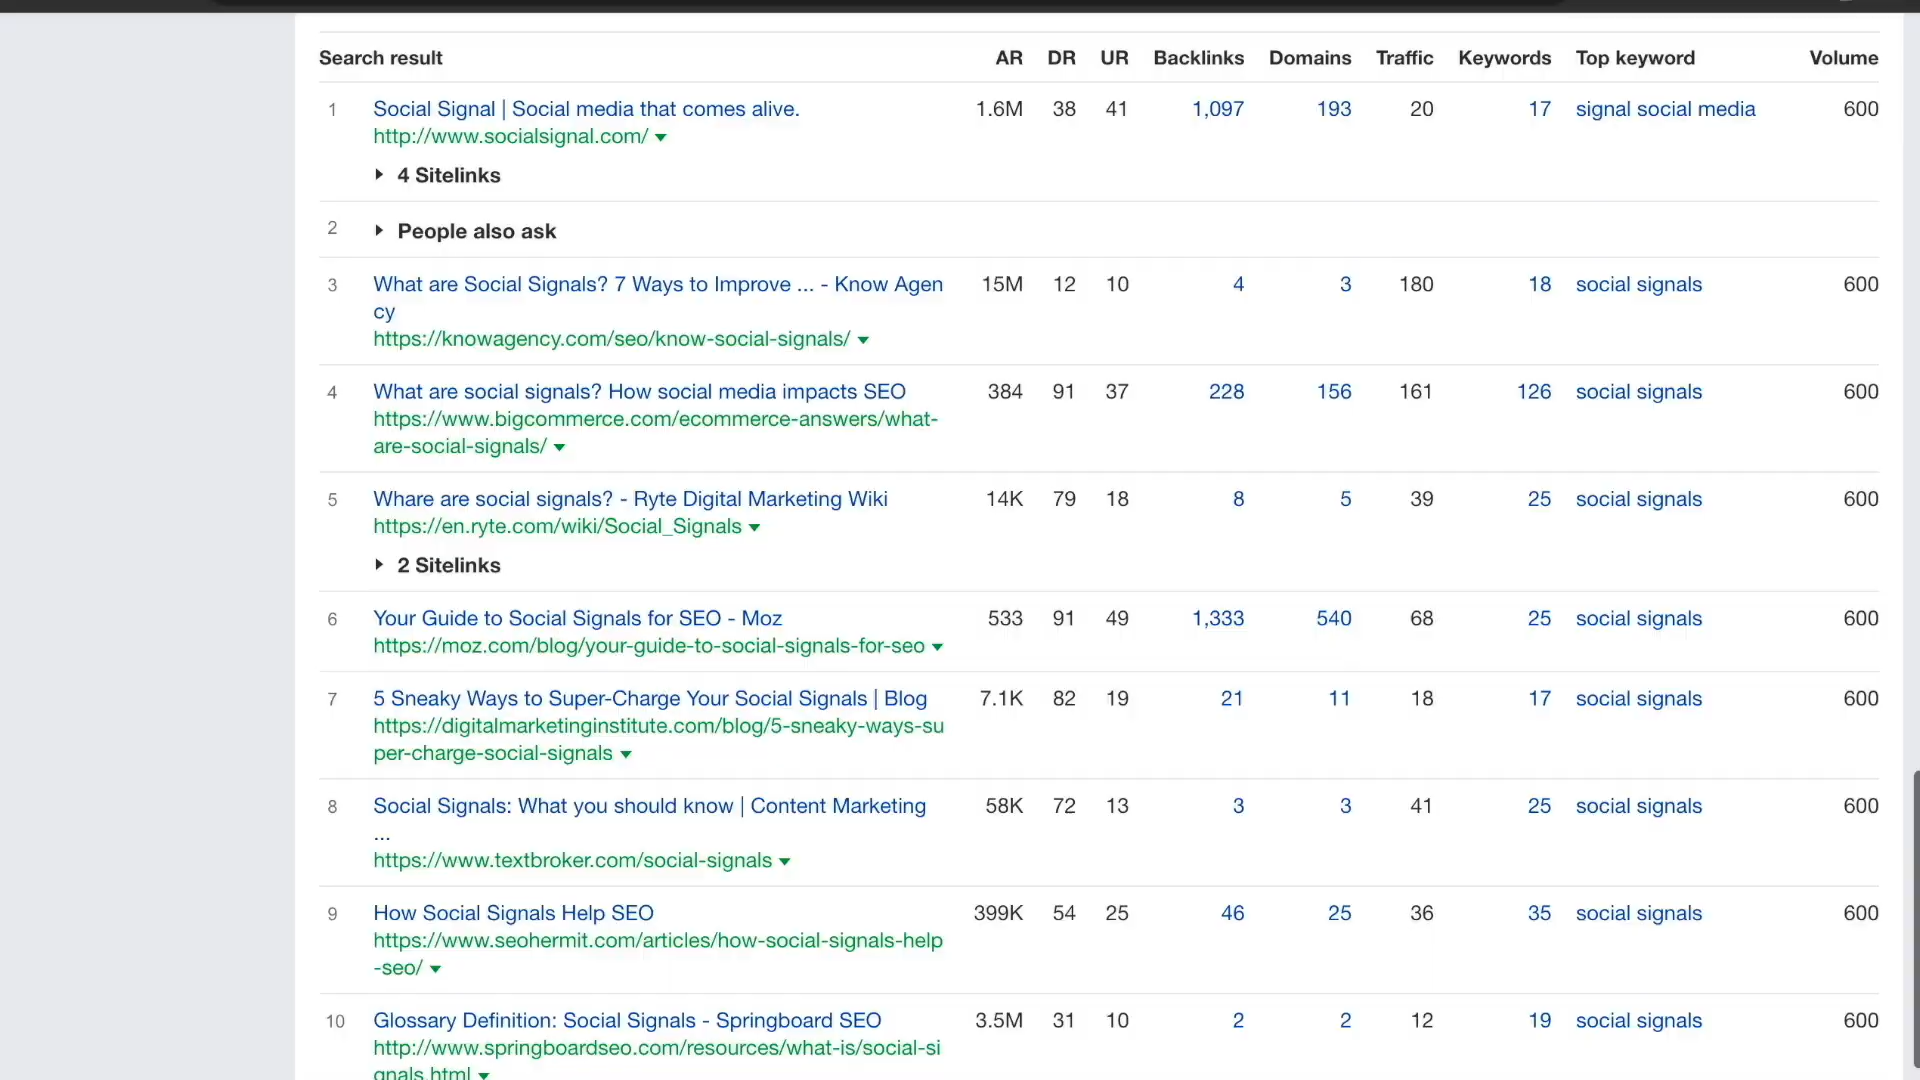 Search result AR DR UR Backlinks Domains Traffic Keywords Top keyword Volume
1 Social Signal | Social media that comes alive. 1.6M 38 41 1,097 193 20 17 signal social media 600
http://www.socialsignal.com/
4 Sitelinks
2 People also ask
3 What are Social Signals? 7 Ways to Improve ... - Know Agen 15M 12 10 4 3 180 18 social signals 600
cy
https://knowagency.com/seo/know-social-signals/
4 What are social signals? How social media impacts SEO 384 91 37 228 156 161 126 social signals 600
https://www.bigcommerce.com/ecommerce-answers/what-
are-social-signals/
5 Whare are social signals? - Ryte Digital Marketing Wiki 14K 79 18 8 5 39 25 social signals 600
https://en.ryte.com/wiki/Social_Signals
2 Sitelinks
6 Your Guide to Social Signals for SEO - Moz 533 91 49 1,333 540 68 25 social signals 600
https://moz.com/blog/your-guide-to-social-signals-for-seo
7 5 Sneaky Ways to Super-Charge Your Social Signals | Blog 7.1K 82 19 21 11 18 17 social signals 600
https://digitalmarketinginstitute.com/blog/5-sneaky-ways-su
per-charge-social-signals
8 Social Signals: What you should know | Content Marketing 58K 72 13 3 3 41 25 social signals 600
...
https://www.textbroker.com/social-signals
9 How Social Signals Help SEO 399K 54 25 46 25 36 35 social signals 600
https://www.seohermit.com/articles/how-social-signals-help
-seo/
10 Glossary Definition: Social Signals - Springboard SEO 3.5M 31 10 2 2 12 19 social signals 600
http://www.springboardseo.com/resources/what-is/social-si
gnals.html